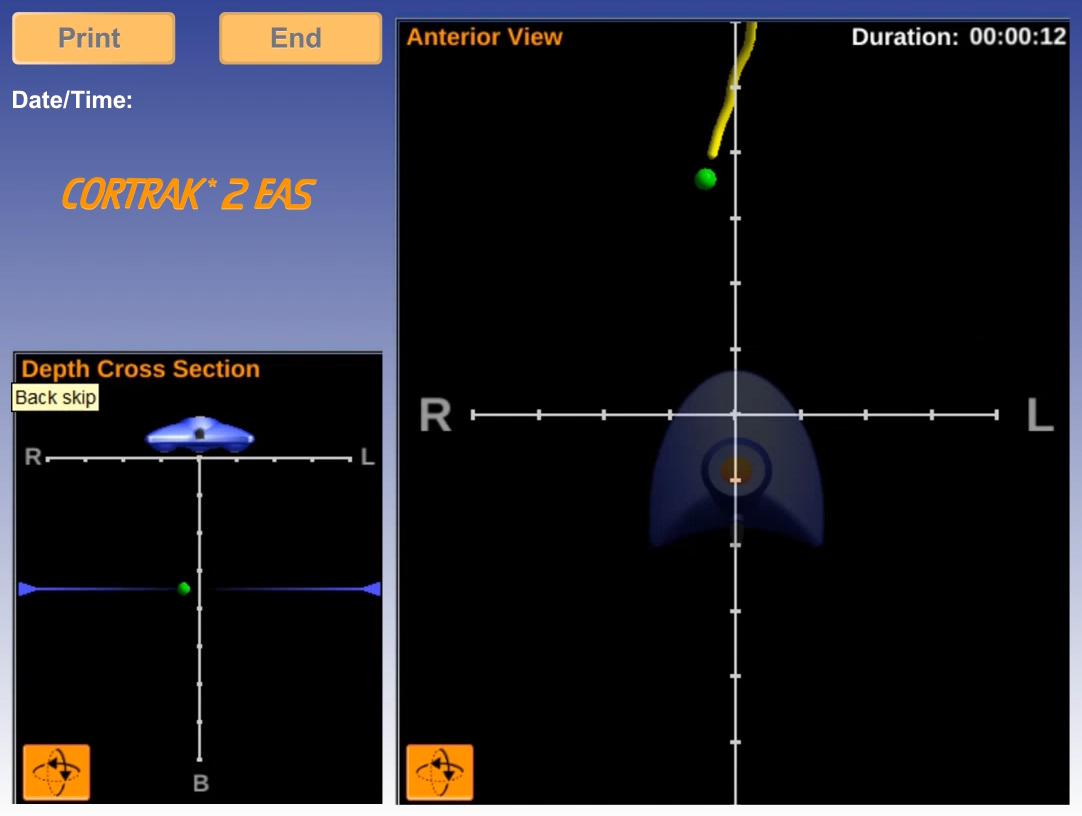 Print
End
Date/Time:
CORTRAK* 2 EAS
Depth Cross Section
Back skip
R
L
B
Anterior View
Duration: 00:00:12
R
L